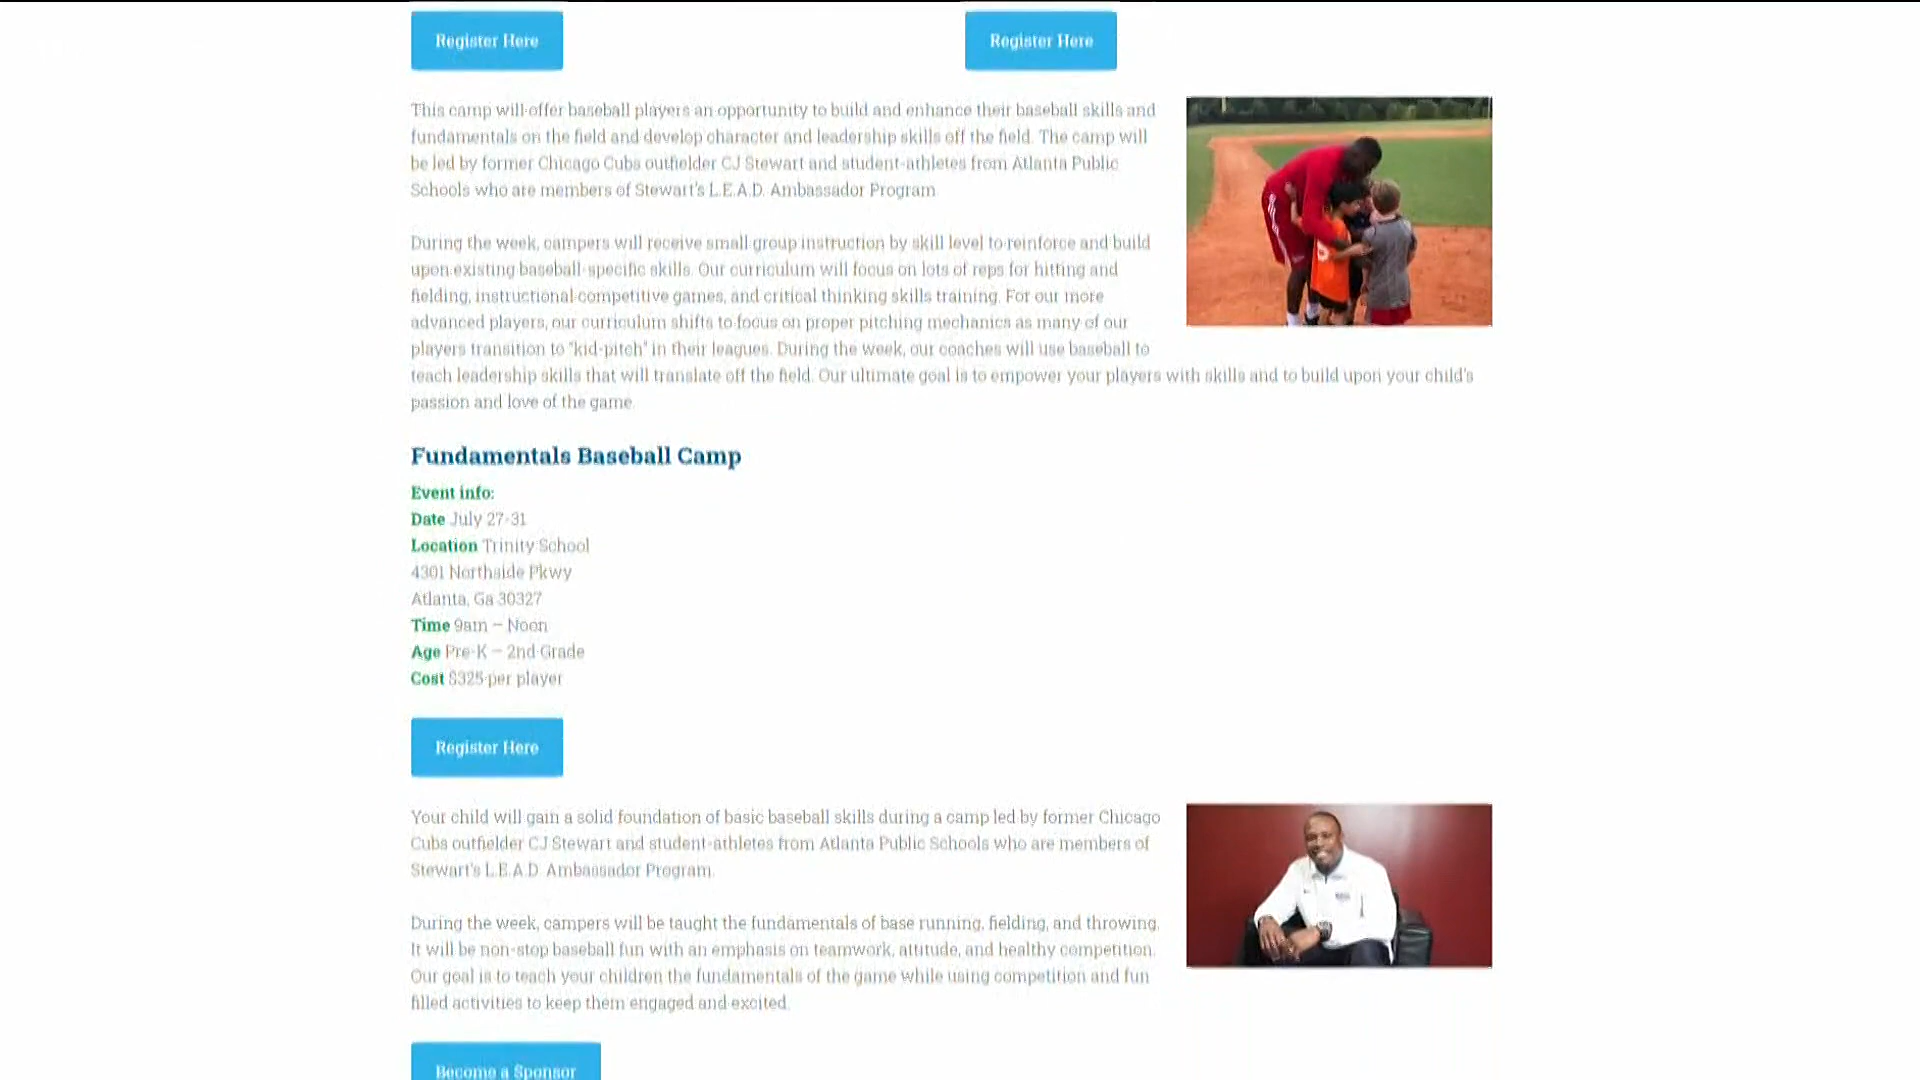 Register Here
Register Here
This camp will offer baseball players an opportunity to build and enhance their baseball skills and
fundamentals on the field and develop character and leadership skills off the field. The camp will
be led by former Chicago Cubs outfielder CJ Stewart and student-athletes from Atlanta Public
Schools who are members of Stewart's L.E.A.D. Ambassador Program.
During the week, campers will receive small group instruction by skill level to reinforce and build
upon existing baseball-specific skills. Our curriculum will focus on lots of reps for hitting and
fielding, instructional competitive games, and critical thinking skills training. For our more
advanced players, our curriculum shifts to focus on proper pitching mechanics as many of our
players transition to "kid-pitch" in their leagues. During the week, our coaches will use baseball to
teach leadership skills that will translate off the field. Our ultimate goal is to empower your players with skills and to build upon your child's
passion and love of the game.
Fundamentals Baseball Camp
Event info:
Date July 27-31
Location Trinity School
4301 Northside Pkwy
Atlanta, Ga 30327
Time 9am – Noon
Age Pre-K – 2nd Grade
Cost $325 per player
Register Here
Your child will gain a solid foundation of basic baseball skills during a camp led by former Chicago
Cubs outfielder CJ Stewart and student-athletes from Atlanta Public Schools who are members of
Stewart's L.E.A.D. Ambassador Program.
During the week, campers will be taught the fundamentals of base running, fielding, and throwing.
It will be non-stop baseball fun with an emphasis on teamwork, attitude, and healthy competition.
Our goal is to teach your children the fundamentals of the game while using competition and fun
filled activities to keep them engaged and excited.
Become a Sponsor